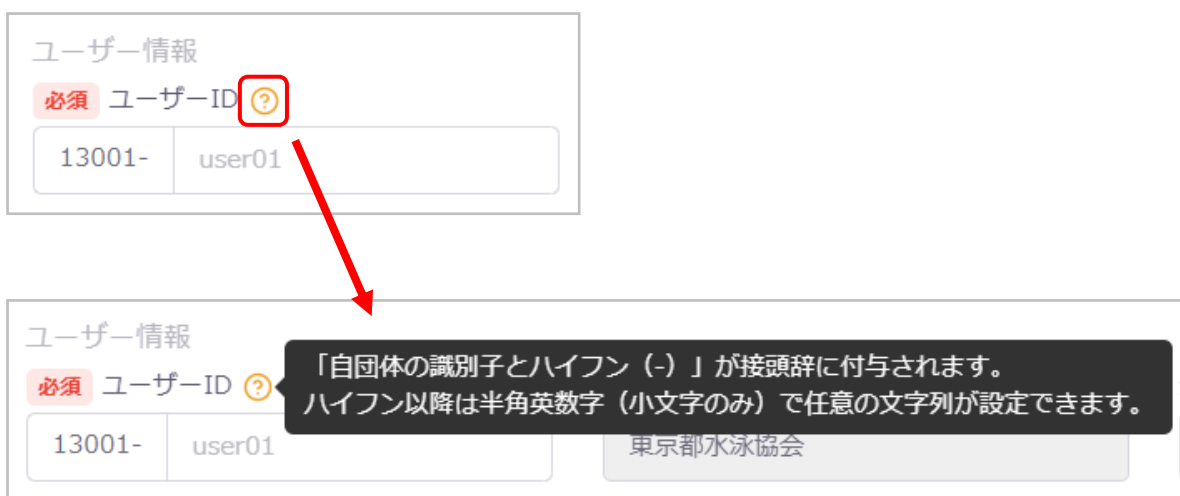 ユーザー情報
必須 ユーザーID ?
13001- user01
ユーザー情報
「自団体の識別子とハイフン（-）」が接頭辞に付与されます。
必須 ユーザーID ?
ハイフン以降は半角英数字（小文字のみ）で任意の文字列が設定できます。
13001- user01
東京都水泳協会